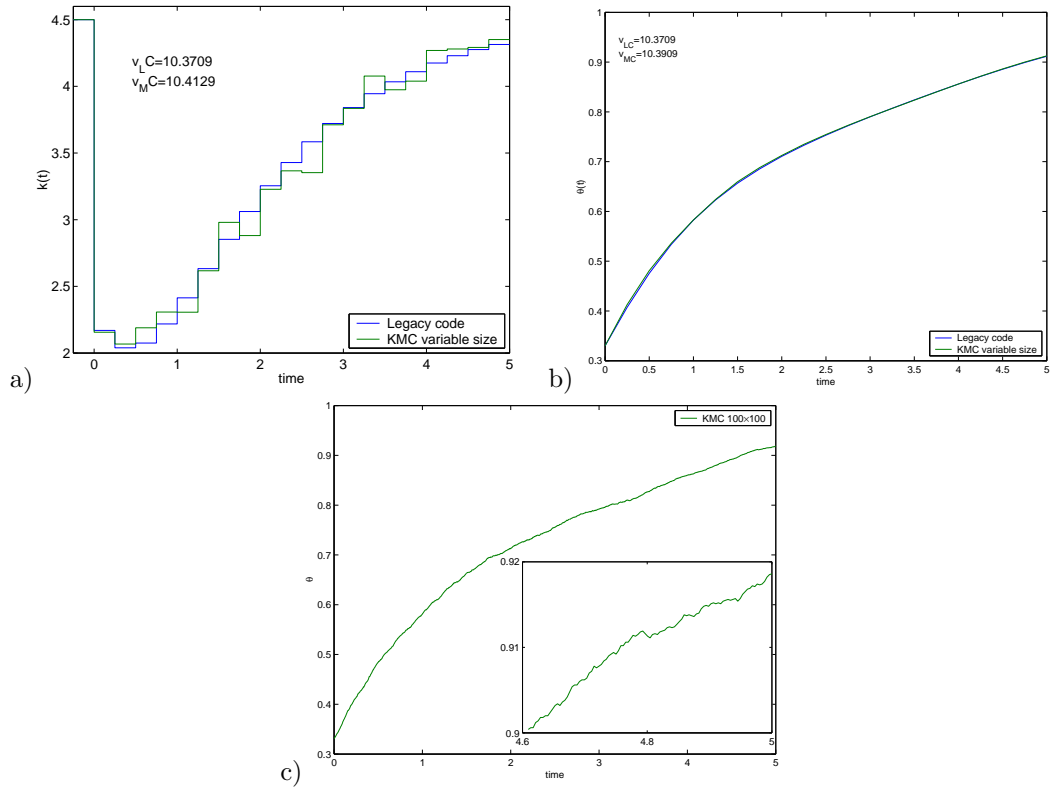 4.5
4
3.5
3
2.5
2
k(t)
v_LC=10.3709
v_MC=10.4129
Legacy code
KMC variable size
0 1 2 3 4 5
time
a)
1
0.9
0.8
0.7
0.6
0.5
0.4
0.3
θ(t)
v_LC=10.3709
v_MC=10.3909
Legacy code
KMC variable size
0 0.5 1 1.5 2 2.5 3 3.5 4 4.5 5
time
b)
1
0.9
0.8
0.7
0.6
0.5
0.4
0.3
θ
KMC 100×100
0.92
0.91
0.9
4.6 4.8 5
0 1 2 3 4 5
time
c)